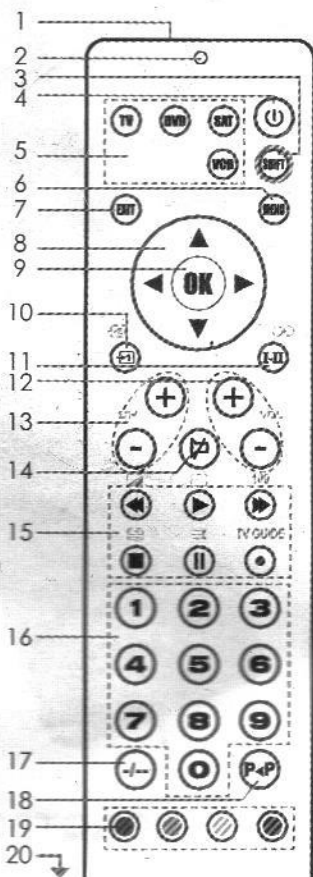 1
2
3
4
TV DVD SAT
5
VCR SHIFT
6
7
EXIT MENU
8
9
OK
10
I-II
11
12
+ +
13
VOL
- -
14
15
TV GUIDE
1 2 3
16
4 5 6
7 8 9
17
-/-- 0 P◂P
18
19
20